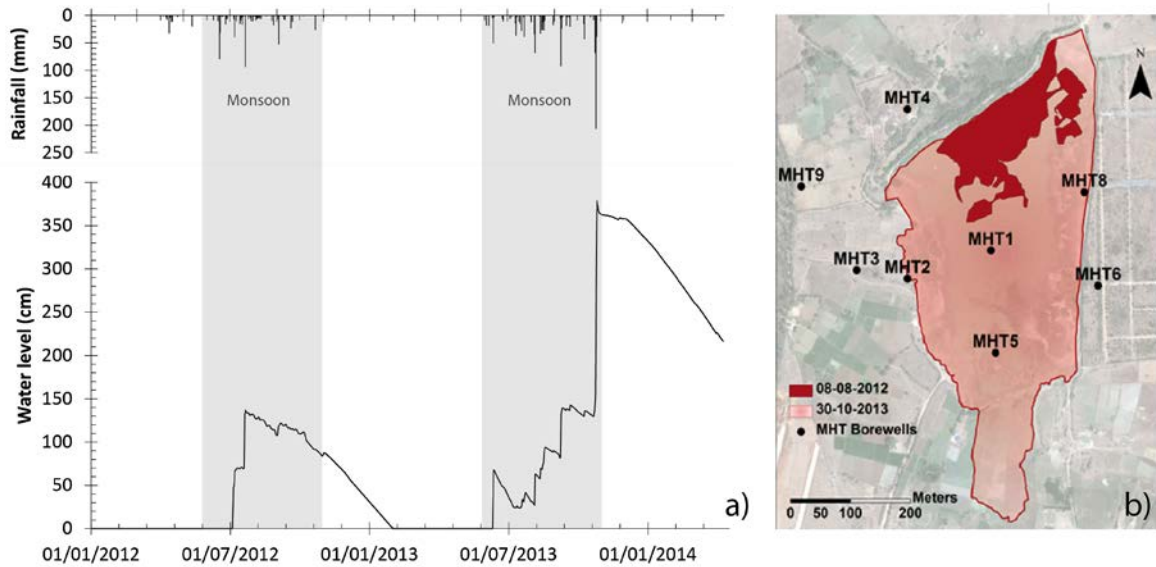 Rainfall (mm)
0
50
100
150
200
250
Monsoon
Monsoon
Water level (cm)
400
350
300
250
200
150
100
50
0
01/01/2012
01/07/2012
01/01/2013
01/07/2013
01/01/2014
a)
N
MHT4
MHT9
MHT8
MHT1
MHT3
MHT2
MHT6
MHT5
08-08-2012
30-10-2013
MHT Borewells
Meters
0 50 100 200
b)